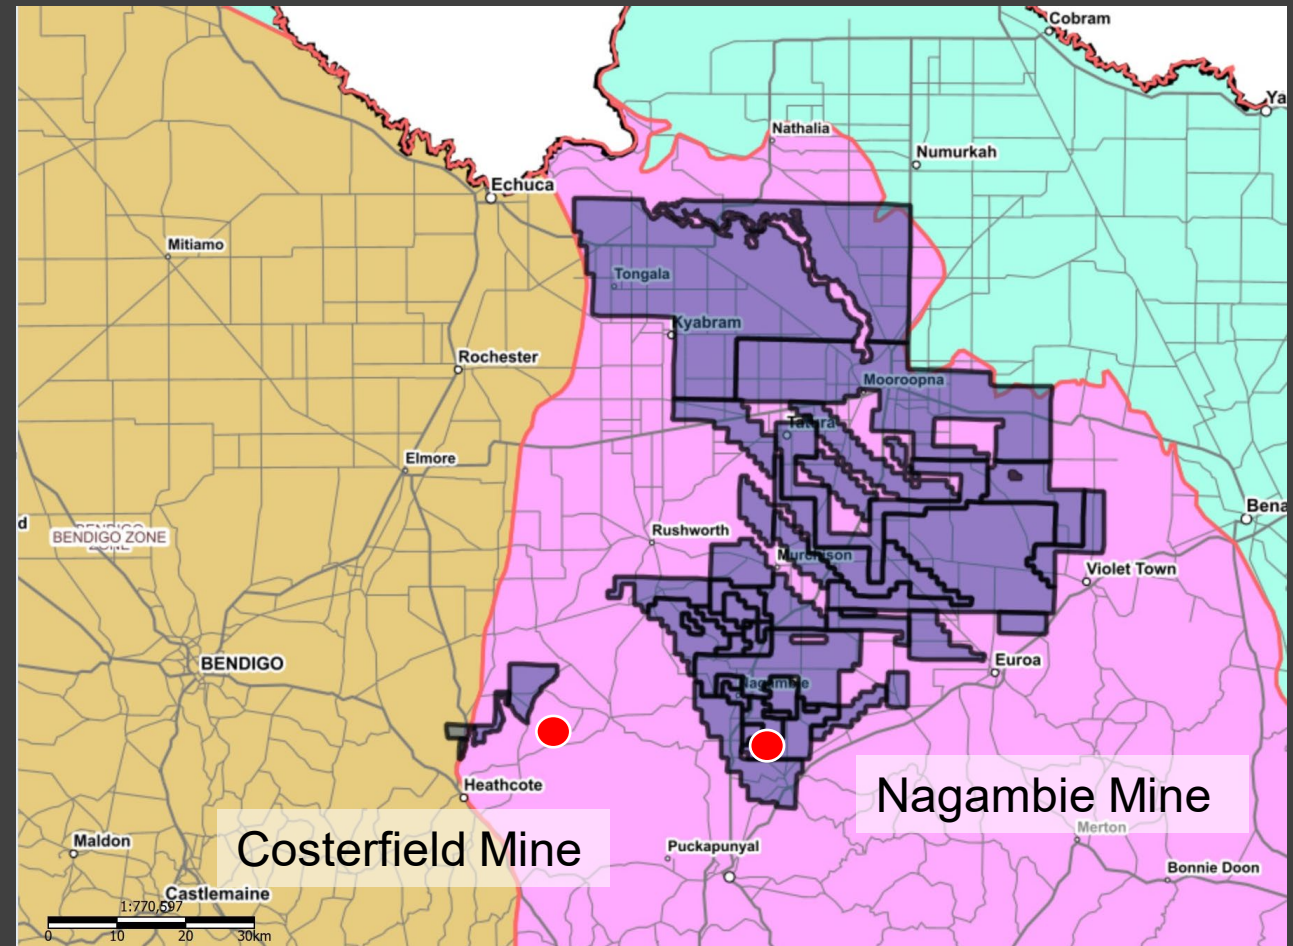 Cobram
Ya
Nathalia
Numurkah
Echuca
Mitiamo
Tongala
Kyabram
Rochester
Mooroopna
Tatura
Elmore
Bena
d
BENDIGO
BENDIGO ZONE
ZONE
Rushworth
Murchison
Violet Town
BENDIGO
Euroa
Nagambie
Heathcote
Nagambie Mine
Costerfield Mine
Merton
Maldon
Puckapunyal
Bonnie Doon
Castlemaine
1:770,597
0 10 20 30km